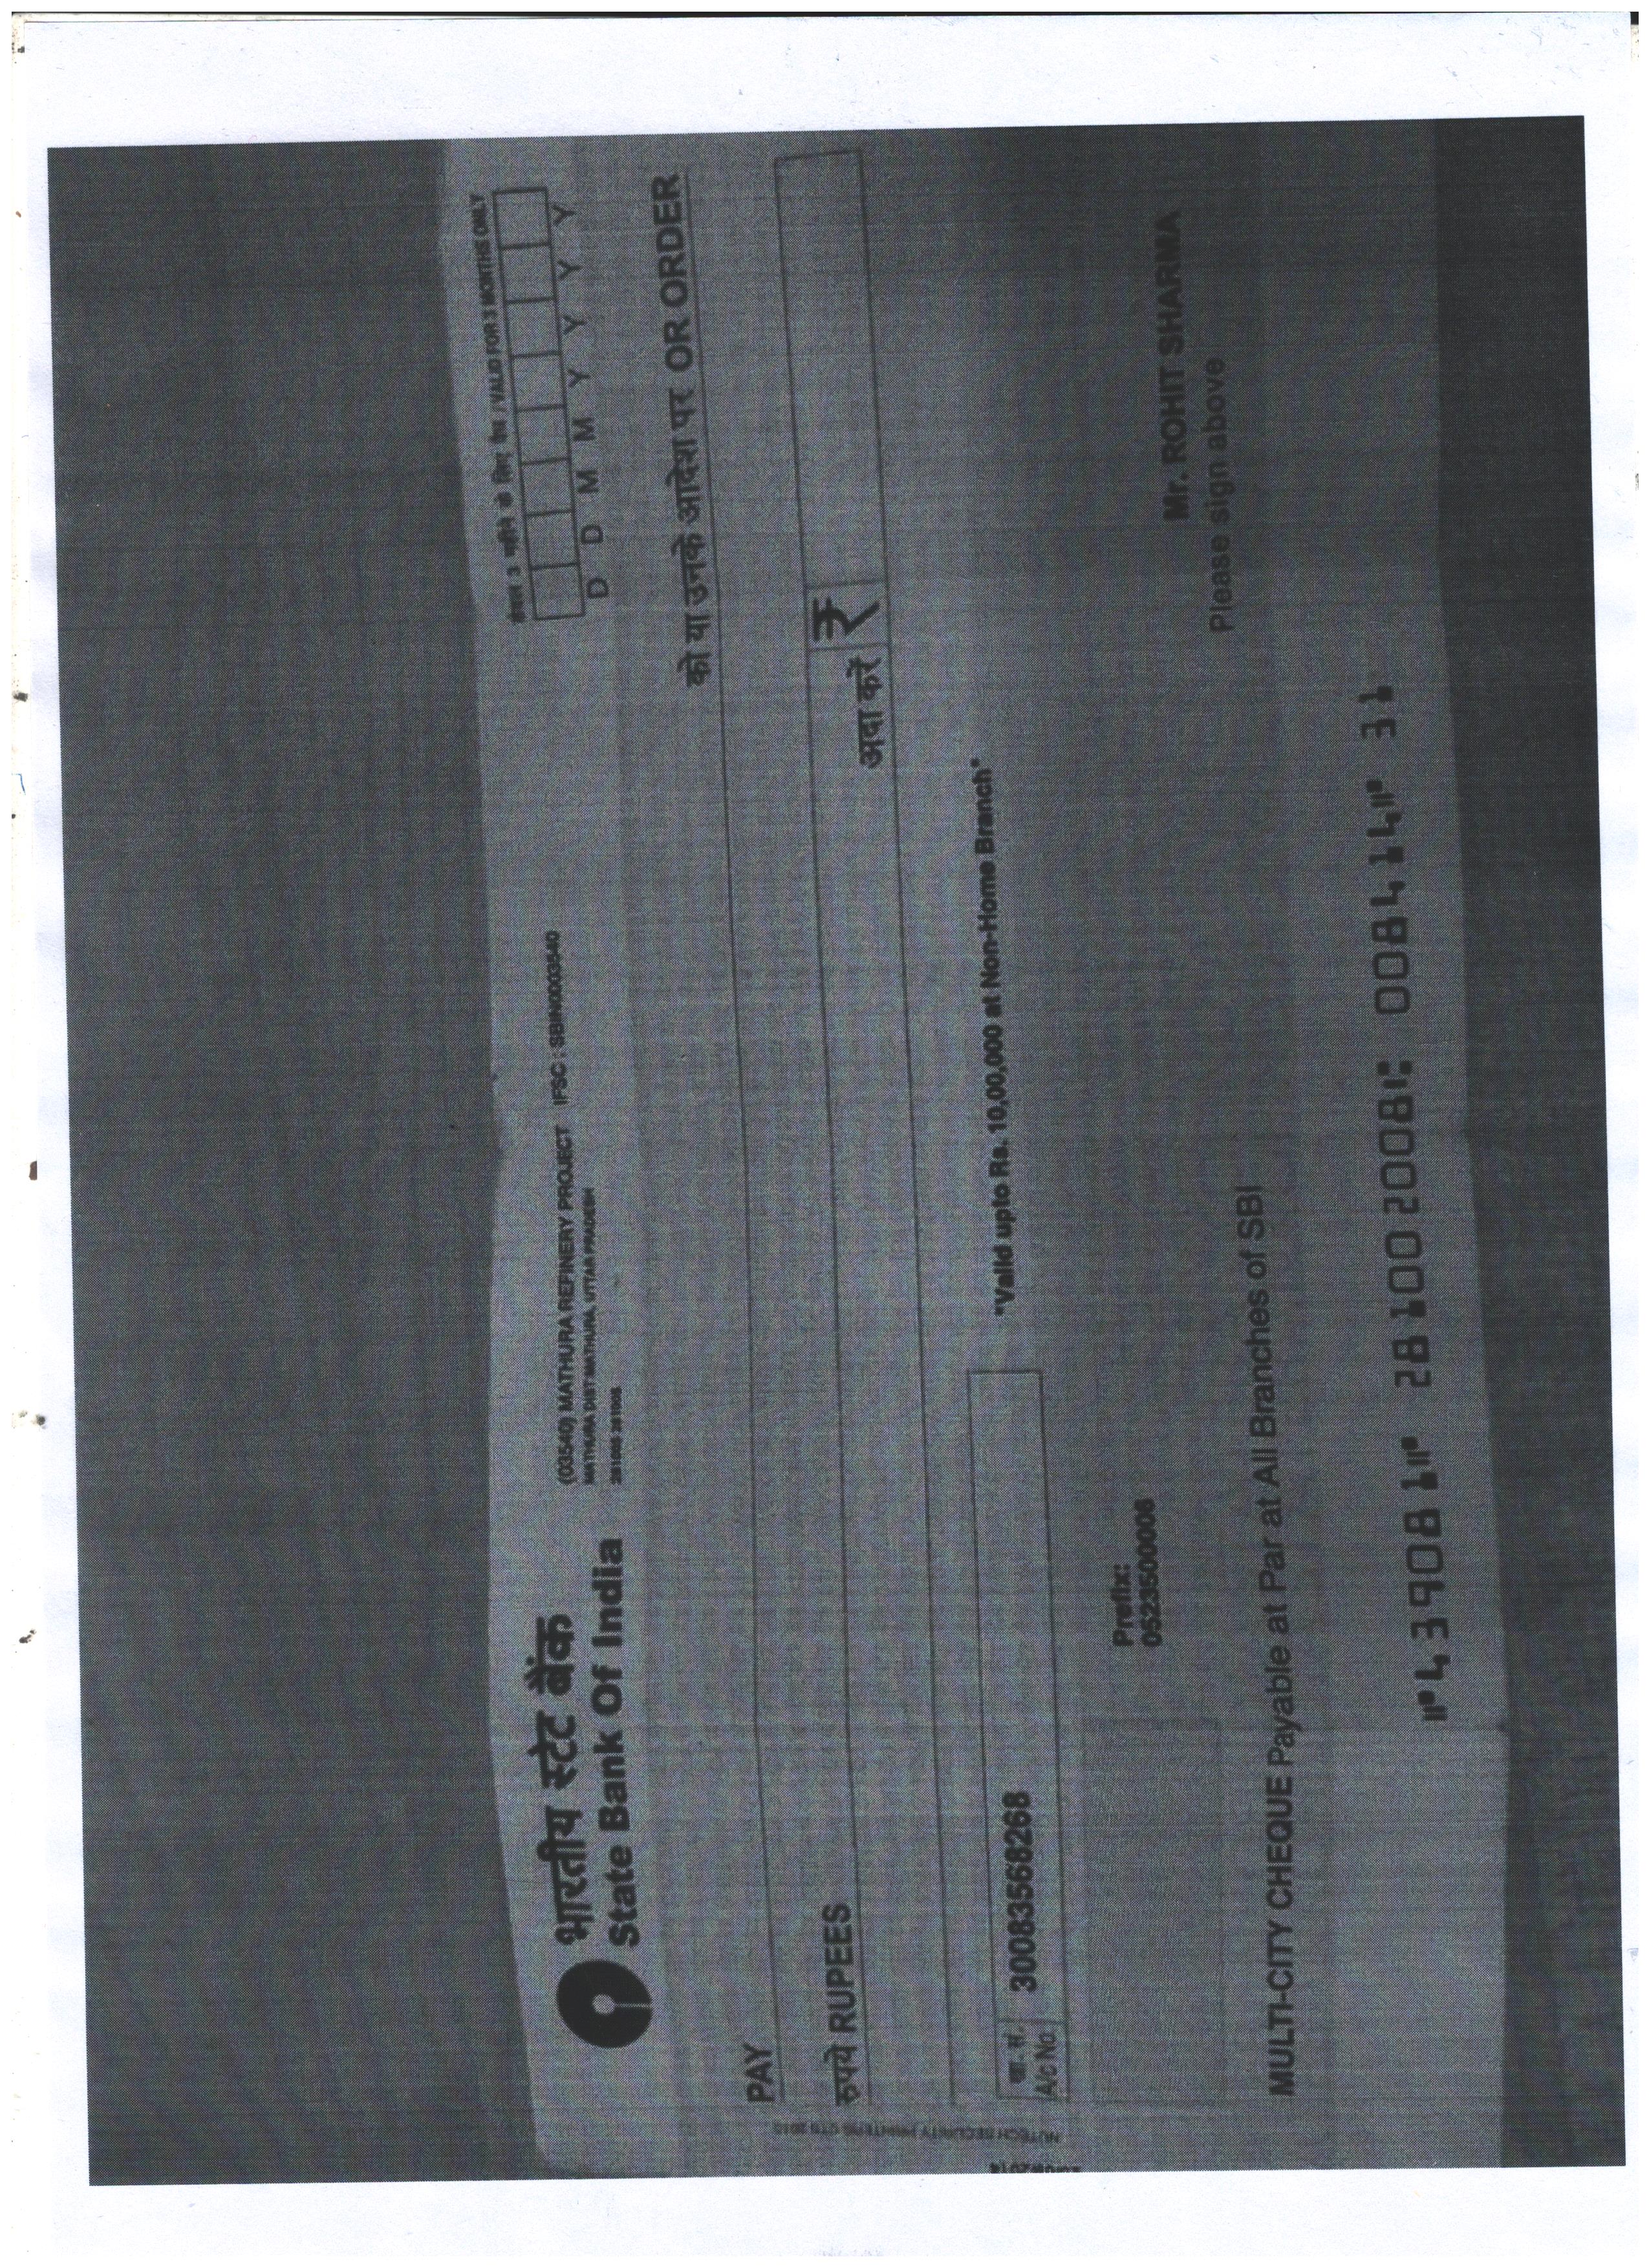 केवल 3 महीने के लिए वैध / VALID FOR 3 MONTHS ONLY
D D M M Y Y Y Y
भारतीय स्टेट बैंक
State Bank Of India
(03540) MATHURA REFINERY PROJECT IFSC : SBIN0003540
MATHURA DIST:MATHURA, UTTAR PRADESH
281005 281005
PAY
को या उनके आदेश पर OR ORDER
रुपये RUPEES
अदा करें ₹
खा. सं.
A/c No.
30083568268
"Valid upto Rs. 10,00,000 at Non-Home Branch"
Prefix:
0523500006
Mr. ROHIT SHARMA
Please sign above
MULTI-CITY CHEQUE Payable at Par at All Branches of SBI
⑈439081⑈ 281002008⑆ 008414⑈ 31
NUTECH SECURITY PRINTERS CTS 2010